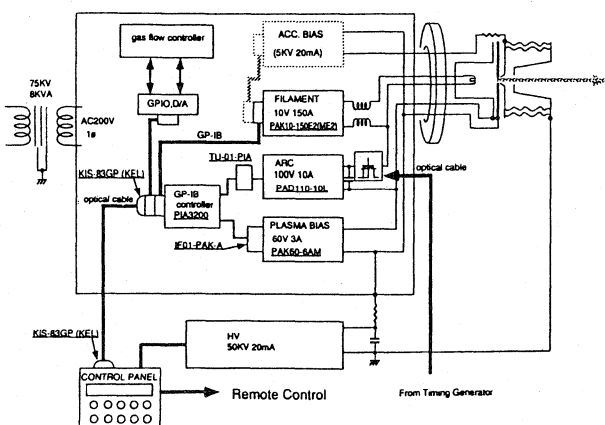 gas flow controller
ACC. BIAS
(5KV 20mA)
75KV
8KVA
GPIO,D/A
FILAMENT
10V 150A
PAK10-150E2(ME2)
AC200V
1ø
GP-IB
TU-01-PIA
KIS-83GP (KEL)
ARC
100V 10A
PAD110-10L
optical cable
optical cable
GP-IB
controller
PIA3200
PLASMA BIAS
60V 3A
PAK60-6AM
IF01-PAK-A
KIS-83GP (KEL)
HV
50KV 20mA
CONTROL PANEL
Remote Control
From Timing Generator